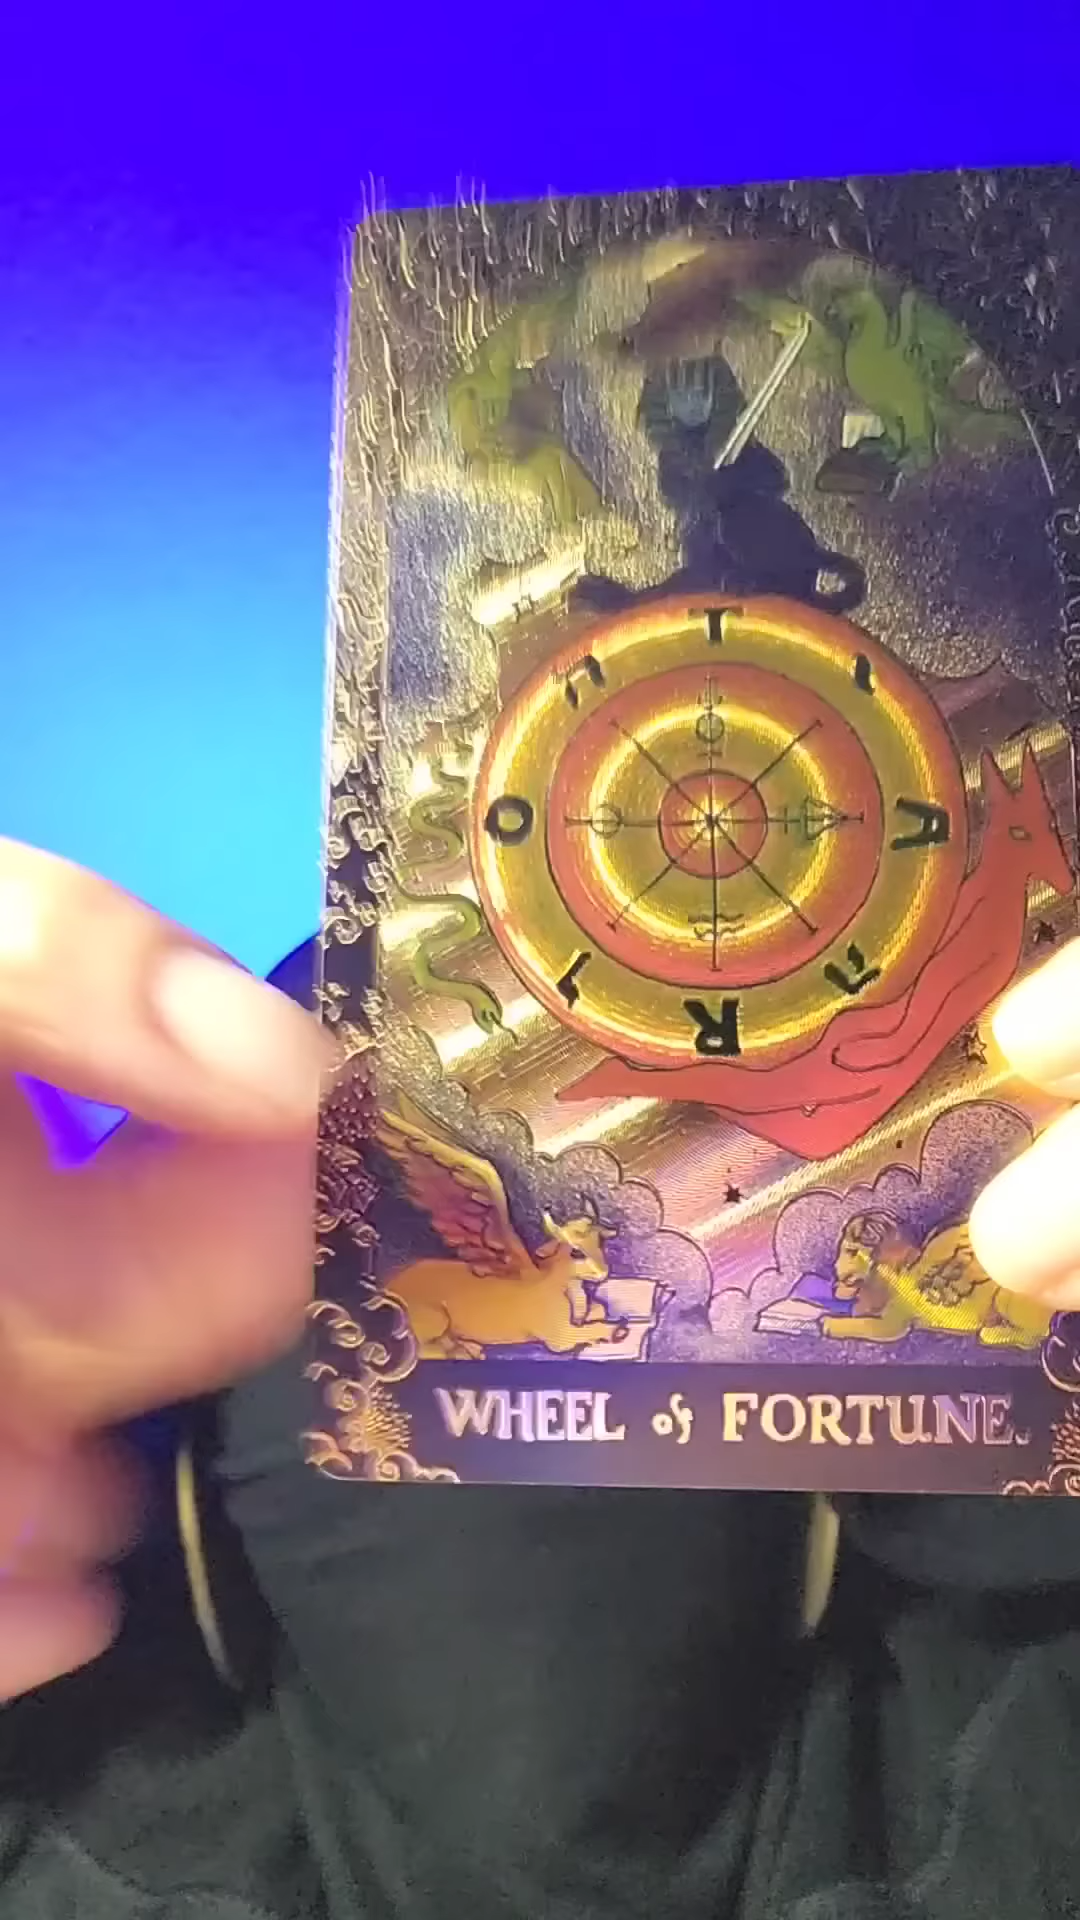 T
A
R
O
ה
י
ו
ה
WHEEL of FORTUNE.